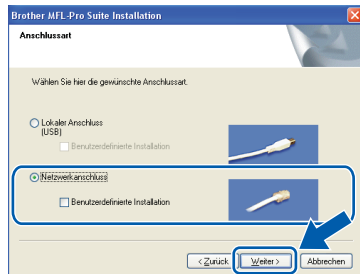 Brother MFL-Pro Suite Installation
Anschlussart
Wählen Sie hier die gewünschte Anschlussart.
Lokaler Anschluss
(USB)
Benutzerdefinierte Installation
Netzwerkanschluss
Benutzerdefinierte Installation
< Zurück Weiter > Abbrechen